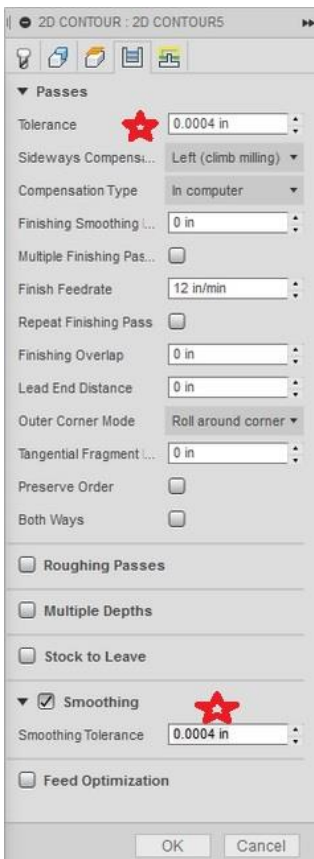 2D CONTOUR : 2D CONTOUR5
Passes
Tolerance 0.0004 in
Sideways Compensa... Left (climb milling)
Compensation Type In computer
Finishing Smoothing ... 0 in
Multiple Finishing Pas...
Finish Feedrate 12 in/min
Repeat Finishing Pass
Finishing Overlap 0 in
Lead End Distance 0 in
Outer Corner Mode Roll around corner
Tangential Fragment ... 0 in
Preserve Order
Both Ways
Roughing Passes
Multiple Depths
Stock to Leave
Smoothing
Smoothing Tolerance 0.0004 in
Feed Optimization
OK Cancel